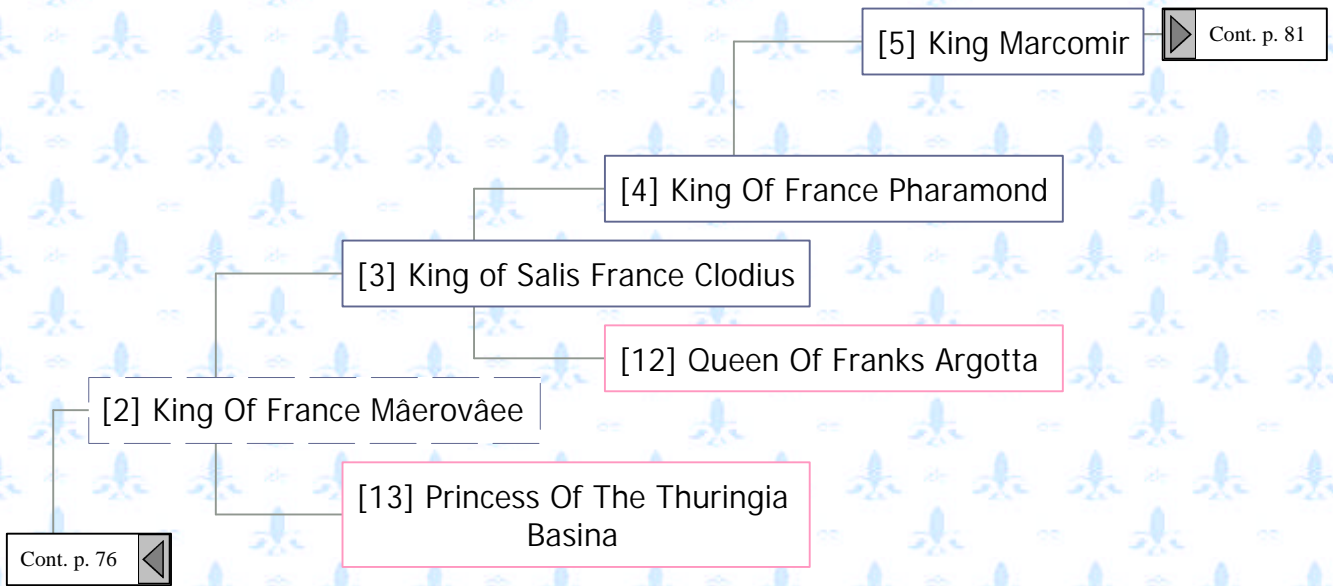 [5] King Marcomir
Cont. p. 81
[4] King Of France Pharamond
[3] King of Salis France Clodius
[12] Queen Of Franks Argotta
[2] King Of France Mâerovâee
[13] Princess Of The Thuringia
Basina
Cont. p. 76